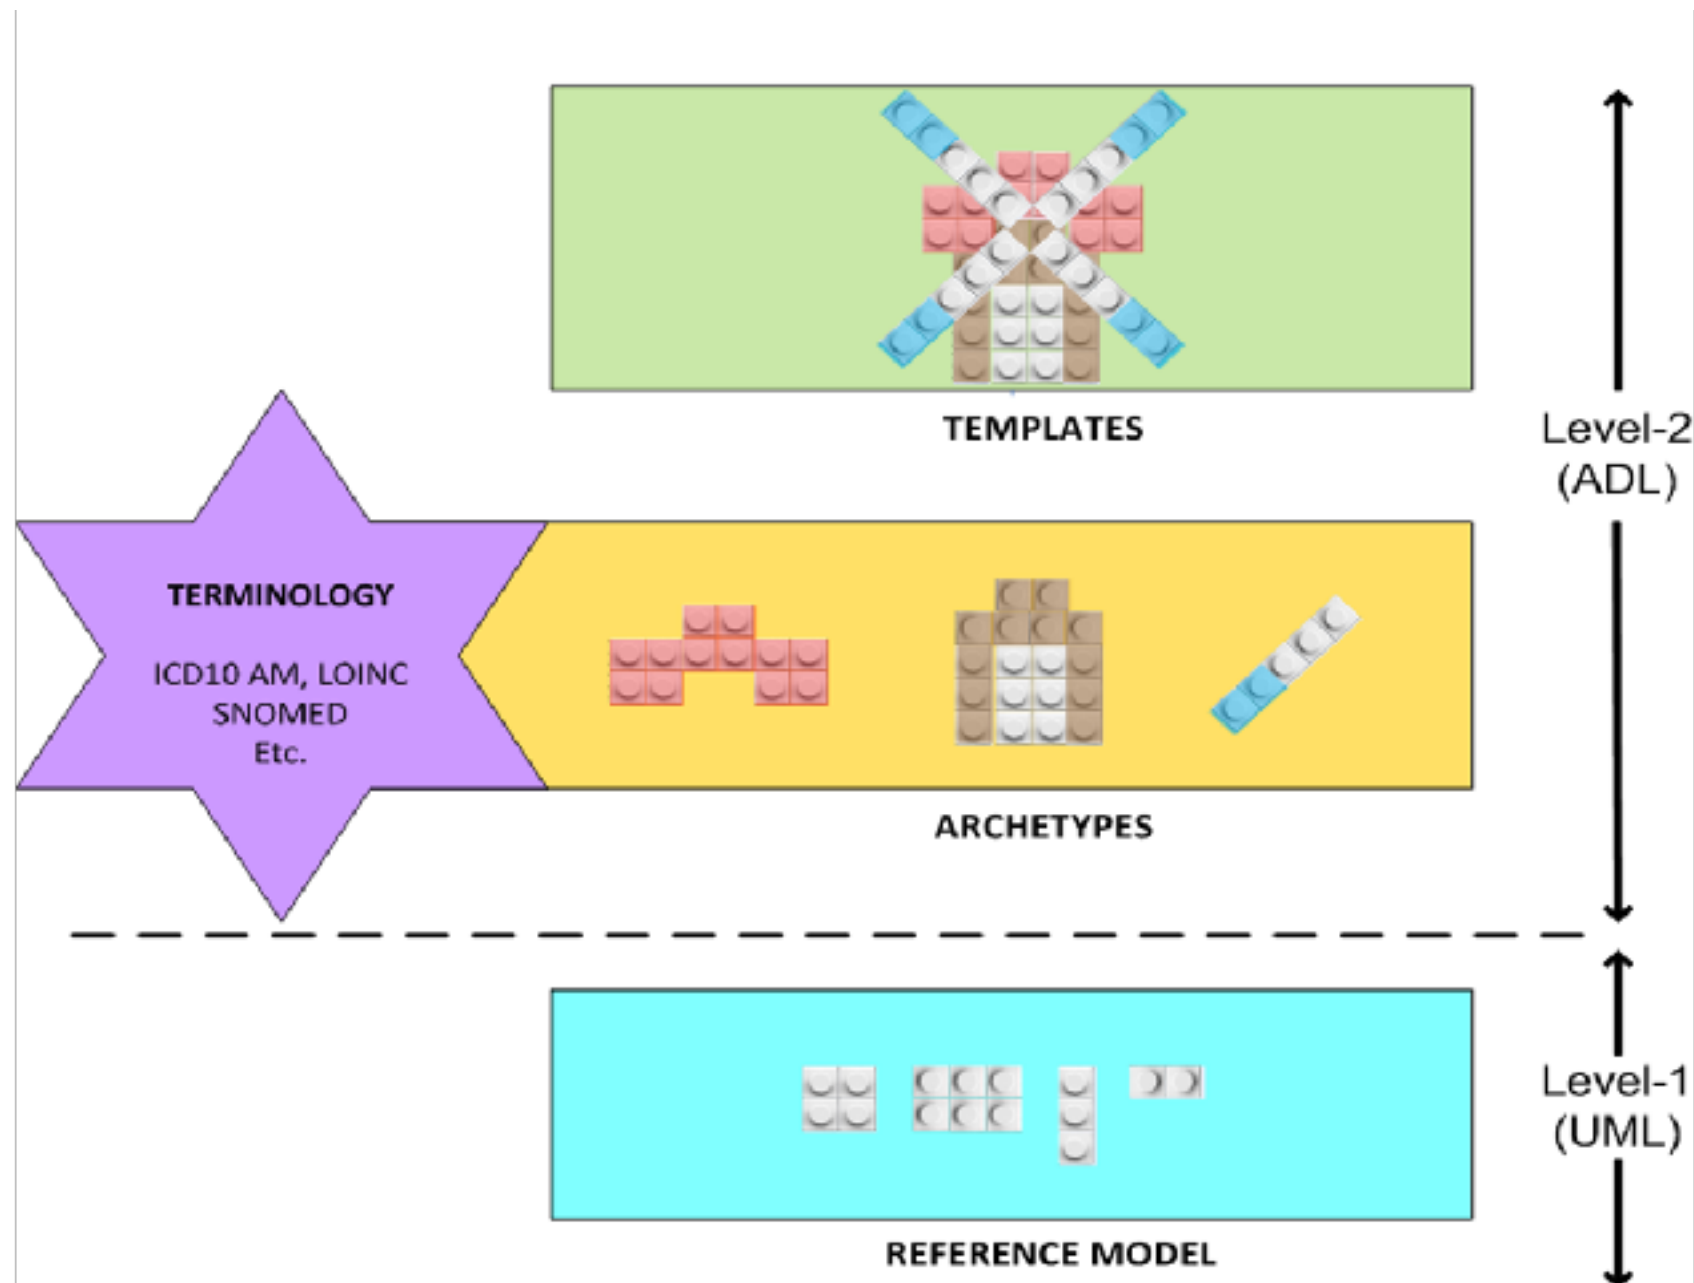 TEMPLATES
Level-2
(ADL)
TERMINOLOGY
ICD10 AM, LOINC
SNOMED
Etc.
ARCHETYPES
Level-1
(UML)
REFERENCE MODEL